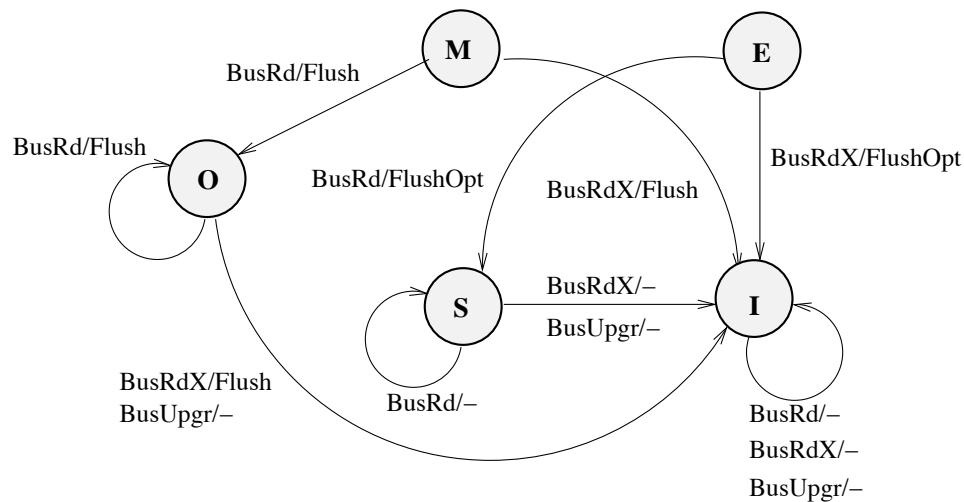 M
E
BusRd/Flush
BusRd/Flush
O
BusRd/FlushOpt
BusRdX/Flush
BusRdX/FlushOpt
S
BusRdX/–
BusUpgr/–
I
BusRdX/Flush
BusUpgr/–
BusRd/–
BusRd/–
BusRdX/–
BusUpgr/–